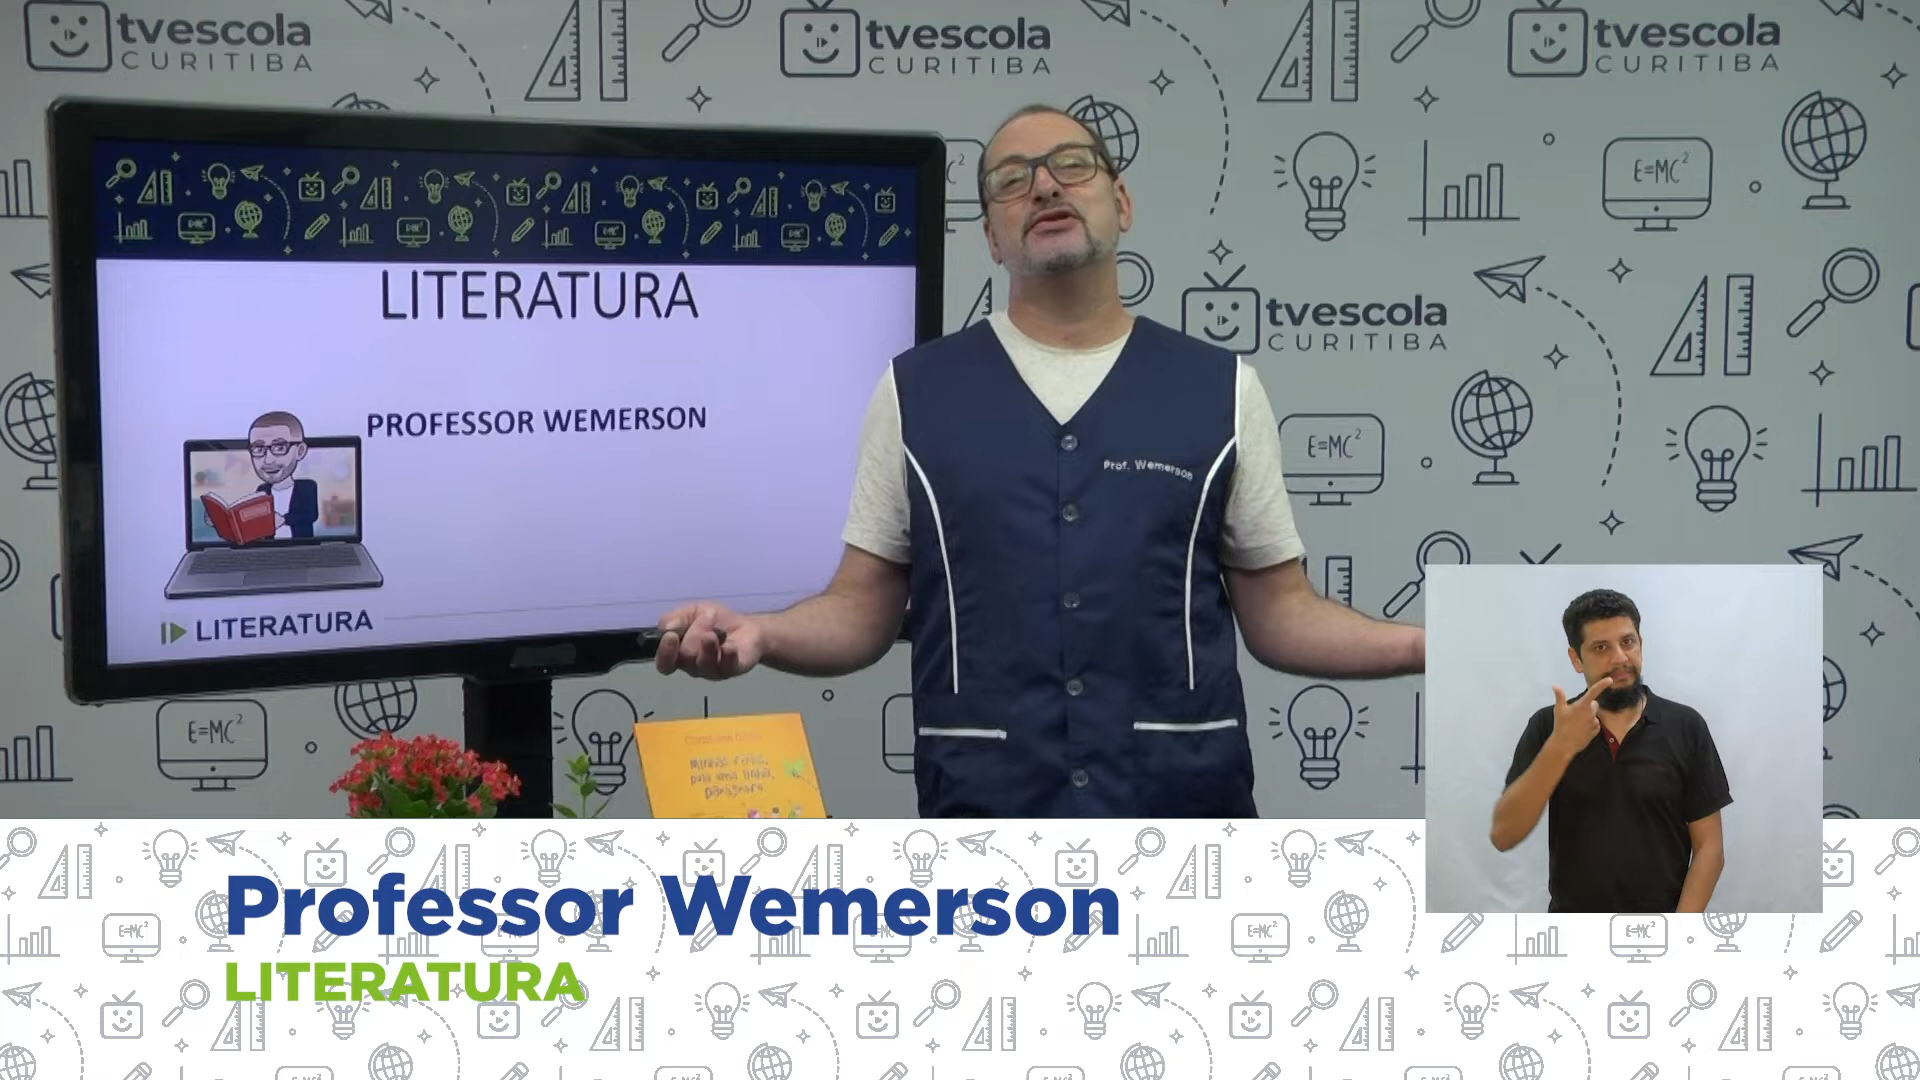 tvescola
CURITIBA
tvescola
CURITIBA
tvescola
CURITIBA
LITERATURA
PROFESSOR WEMERSON
LITERATURA
E=MC²
E=MC²
tvescola
CURITIBA
Prof. Wemerson
E=MC²
E=MC²
Professor Wemerson
LITERATURA